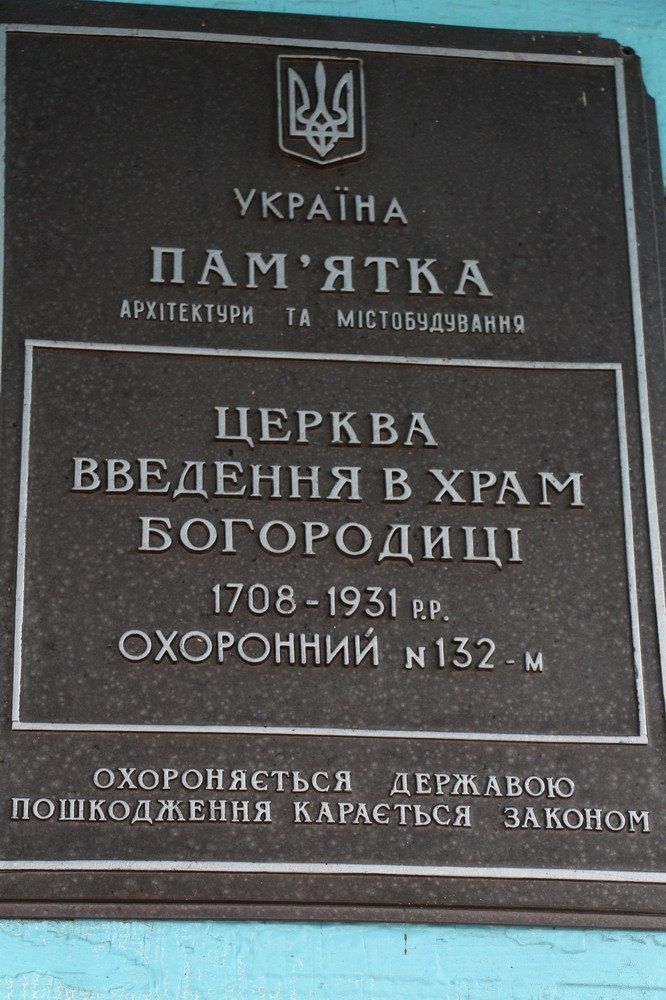 УКРАЇНА
ПАМ'ЯТКА
АРХІТЕКТУРИ ТА МІСТОБУДУВАННЯ
ЦЕРКВА
ВВЕДЕННЯ В ХРАМ
БОГОРОДИЦІ
1708-1931 Р.Р.
ОХОРОННИЙ N132-М
ОХОРОНЯЄТЬСЯ ДЕРЖАВОЮ
ПОШКОДЖЕННЯ КАРАЄТЬСЯ ЗАКОНОМ